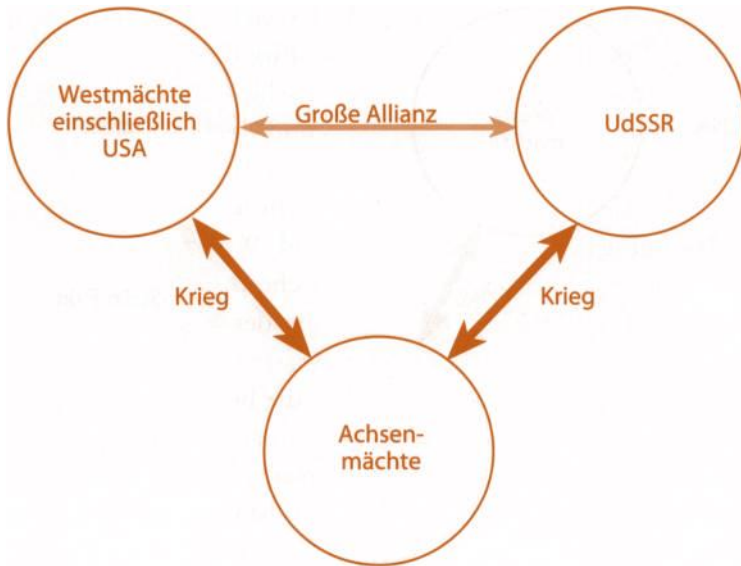 Westmächte
einschließlich
USA
Große Allianz
UdSSR
Krieg
Krieg
Achsen-
mächte